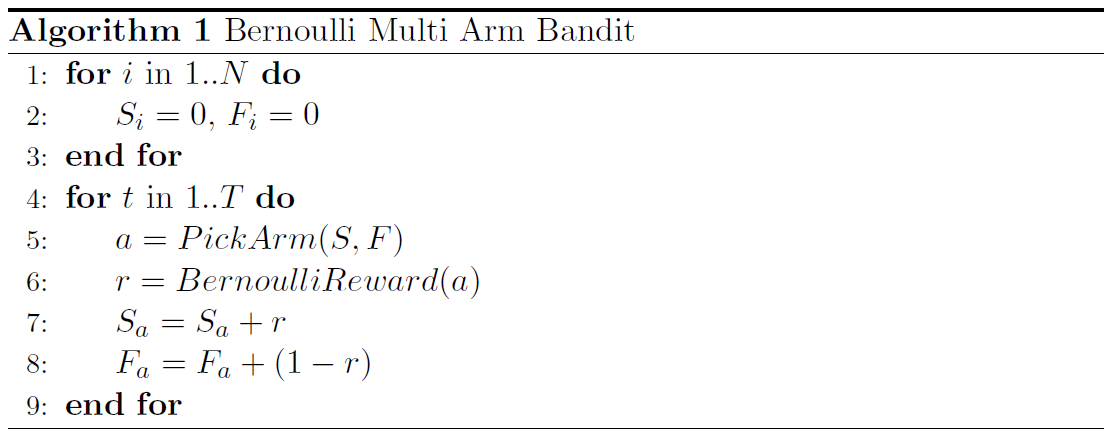 Algorithm 1 Bernoulli Multi Arm Bandit
1: for i in 1..N do
2: S_i = 0, F_i = 0
3: end for
4: for t in 1..T do
5: a = PickArm(S, F)
6: r = BernoulliReward(a)
7: S_a = S_a + r
8: F_a = F_a + (1 − r)
9: end for